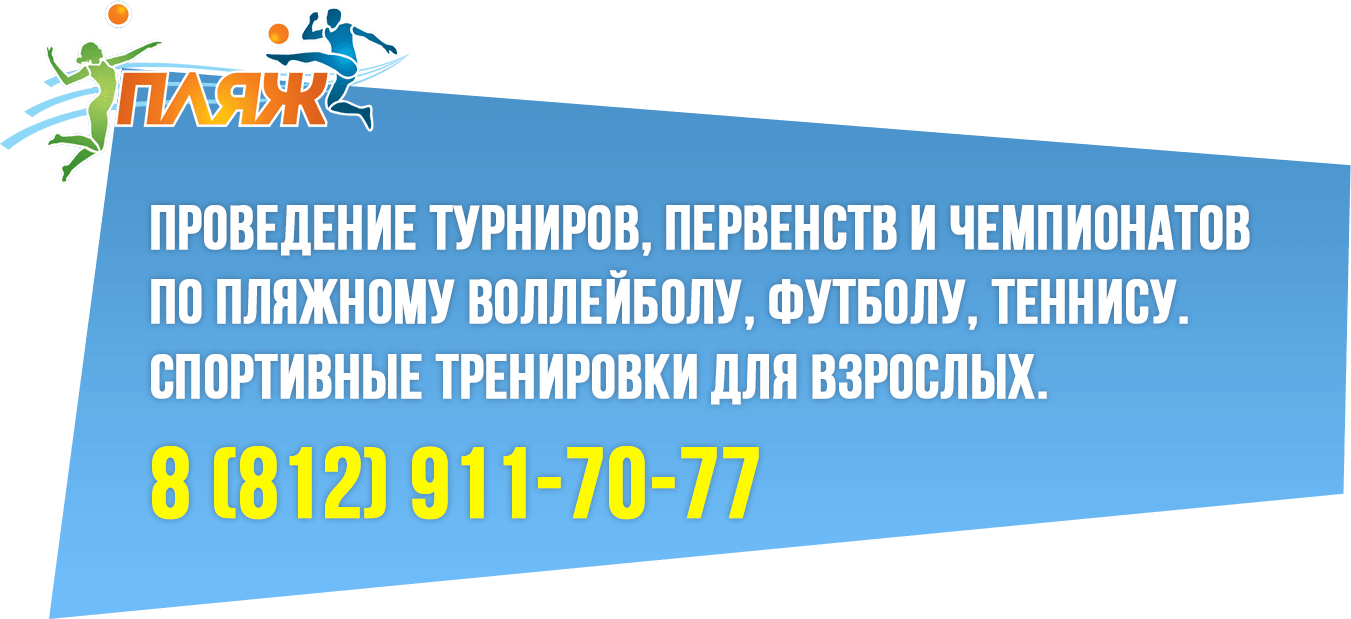 ПЛЯЖ
ПРОВЕДЕНИЕ ТУРНИРОВ, ПЕРВЕНСТВ И ЧЕМПИОНАТОВ
ПО ПЛЯЖНОМУ ВОЛЛЕЙБОЛУ, ФУТБОЛУ, ТЕННИСУ.
СПОРТИВНЫЕ ТРЕНИРОВКИ ДЛЯ ВЗРОСЛЫХ.
8 (812) 911-70-77